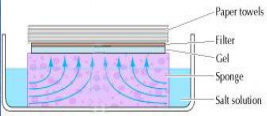 Paper towels
Filter
Gel
Sponge
Salt solution